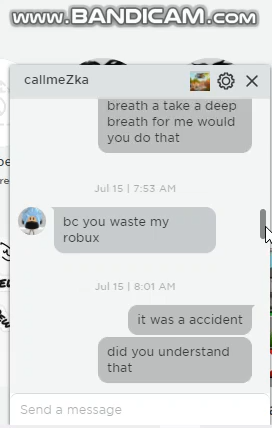 www.BANDICAM.com
callmeZka
breath a take a deep
breath for me would
you do that
Jul 15 | 7:53 AM
bc you waste my
robux
Jul 15 | 8:01 AM
it was a accident
did you understand
that
Send a message